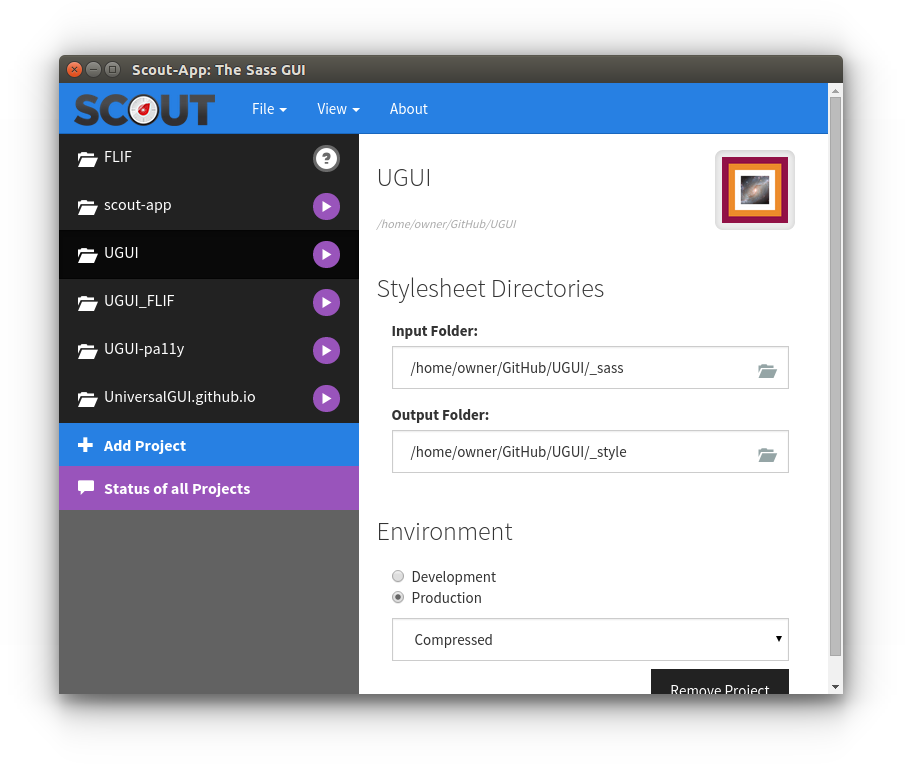 Scout-App: The Sass GUI
SCOUT
File
View
About
FLIF
?
scout-app
UGUI
UGUI_FLIF
UGUI-pa11y
UniversalGUI.github.io
Add Project
Status of all Projects
UGUI
/home/owner/GitHub/UGUI
Stylesheet Directories
Input Folder:
/home/owner/GitHub/UGUI/_sass
Output Folder:
/home/owner/GitHub/UGUI/_style
Environment
Development
Production
Compressed
Remove Project